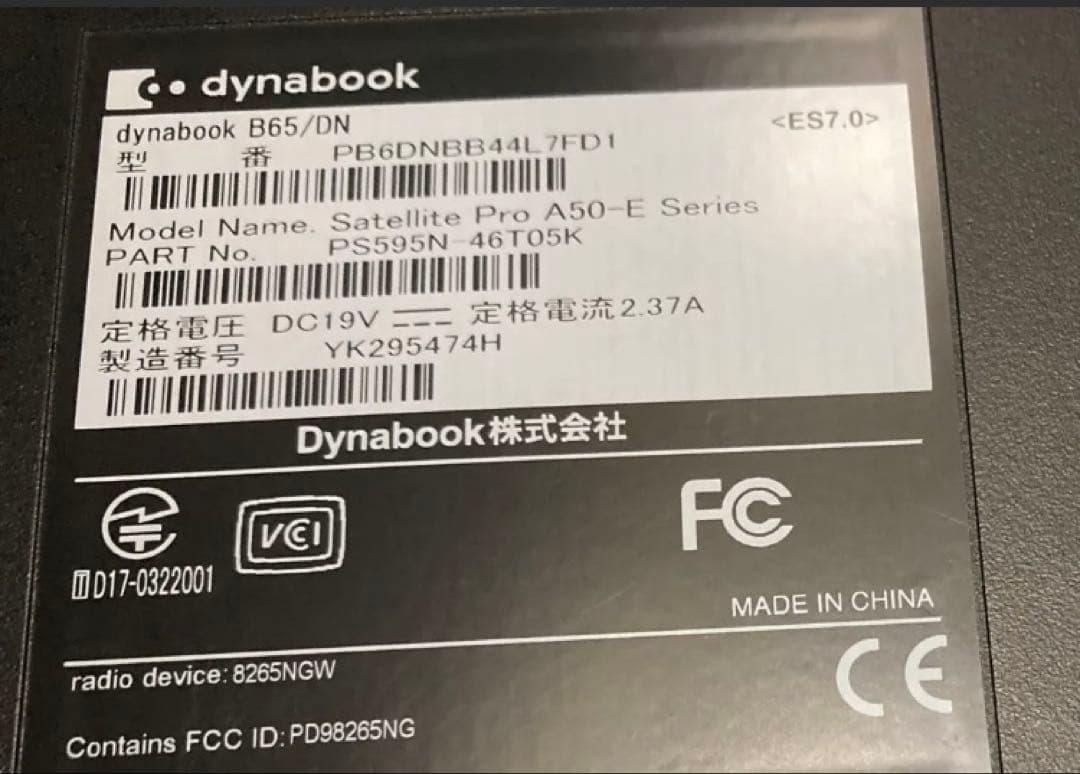 dynabook
dynabook B65/DN <ES7.0>
型 番 PB6DNBB44L7FD1
Model Name. Satellite Pro A50-E Series
PART No. PS595N-46T05K
定格電圧 DC19V 定格電流2.37A
製造番号 YK295474H
Dynabook株式会社
VCCI
FC
T D17-0322001
MADE IN CHINA
radio device:8265NGW
CE
Contains FCC ID:PD98265NG